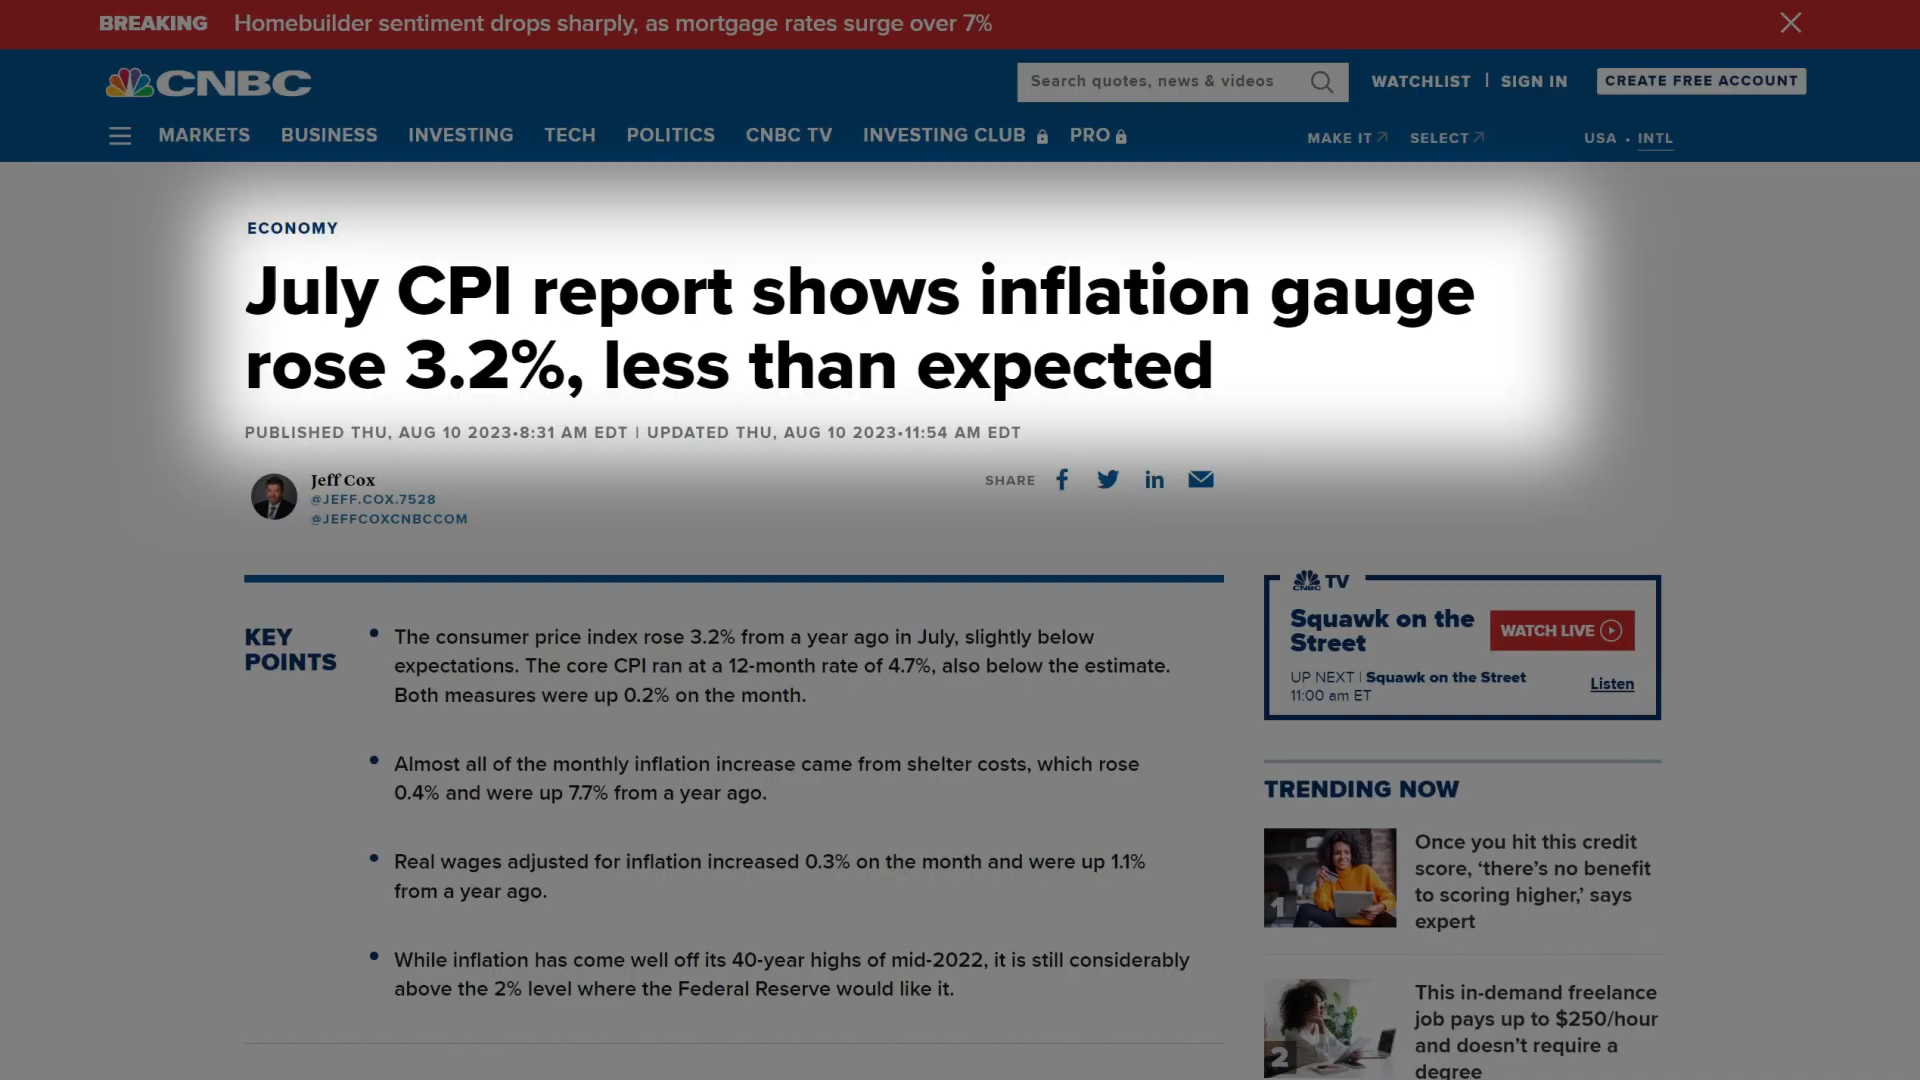 BREAKING Homebuilder sentiment drops sharply, as mortgage rates surge over 7%
CNBC
Search quotes, news & videos
WATCHLIST | SIGN IN
CREATE FREE ACCOUNT
MARKETS BUSINESS INVESTING TECH POLITICS CNBC TV INVESTING CLUB PRO
MAKE IT SELECT
USA • INTL
ECONOMY
July CPI report shows inflation gauge
rose 3.2%, less than expected
PUBLISHED THU, AUG 10 2023•8:31 AM EDT | UPDATED THU, AUG 10 2023•11:54 AM EDT
Jeff Cox
@JEFF.COX.7528
@JEFFCOXCNBCCOM
SHARE
KEY
POINTS
The consumer price index rose 3.2% from a year ago in July, slightly below
expectations. The core CPI ran at a 12-month rate of 4.7%, also below the estimate.
Both measures were up 0.2% on the month.
Almost all of the monthly inflation increase came from shelter costs, which rose
0.4% and were up 7.7% from a year ago.
Real wages adjusted for inflation increased 0.3% on the month and were up 1.1%
from a year ago.
While inflation has come well off its 40-year highs of mid-2022, it is still considerably
above the 2% level where the Federal Reserve would like it.
CNBC TV
Squawk on the
Street
WATCH LIVE
UP NEXT | Squawk on the Street
11:00 am ET
Listen
TRENDING NOW
1
Once you hit this credit
score, ‘there’s no benefit
to scoring higher,’ says
expert
2
This in-demand freelance
job pays up to $250/hour
and doesn’t require a
degree